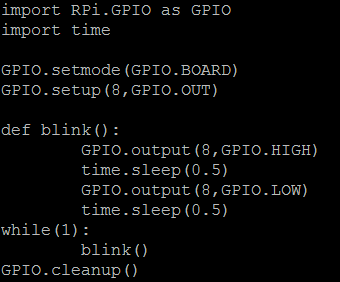 import RPi.GPIO as GPIO
import time

GPIO.setmode(GPIO.BOARD)
GPIO.setup(8,GPIO.OUT)

def blink():
        GPIO.output(8,GPIO.HIGH)
        time.sleep(0.5)
        GPIO.output(8,GPIO.LOW)
        time.sleep(0.5)
while(1):
        blink()
GPIO.cleanup()